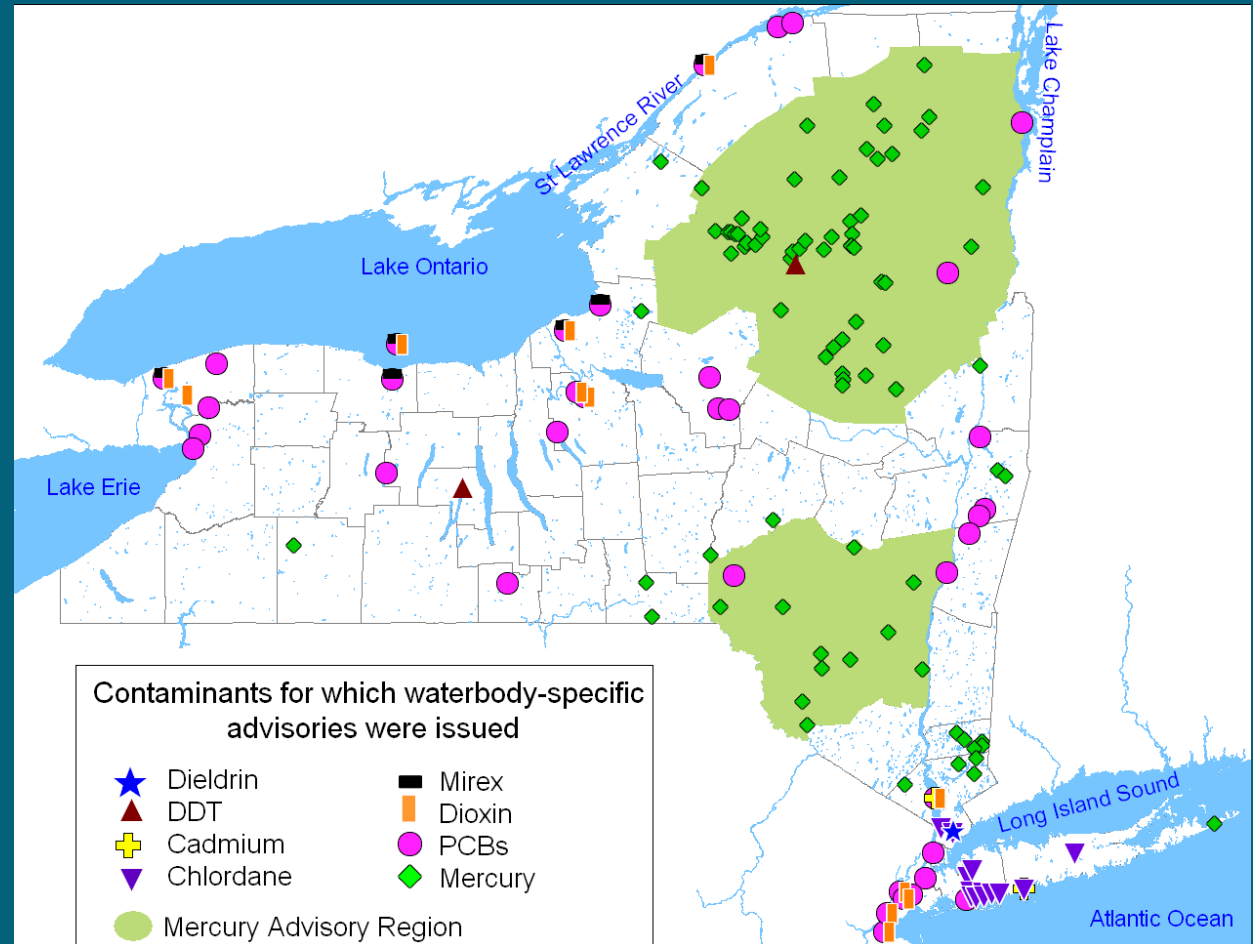 St Lawrence River
Lake Champlain
Lake Ontario
Lake Erie
Contaminants for which waterbody-specific
advisories were issued
Dieldrin
DDT
Cadmium
Chlordane
Mirex
Dioxin
PCBs
Mercury
Mercury Advisory Region
Long Island Sound
Atlantic Ocean